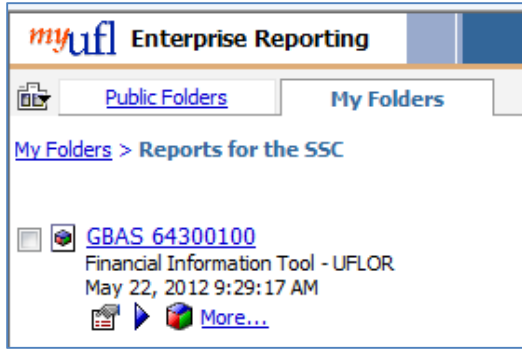 myufl Enterprise Reporting
Public Folders My Folders
My Folders > Reports for the SSC
GBAS 64300100
Financial Information Tool - UFLOR
May 22, 2012 9:29:17 AM
More...